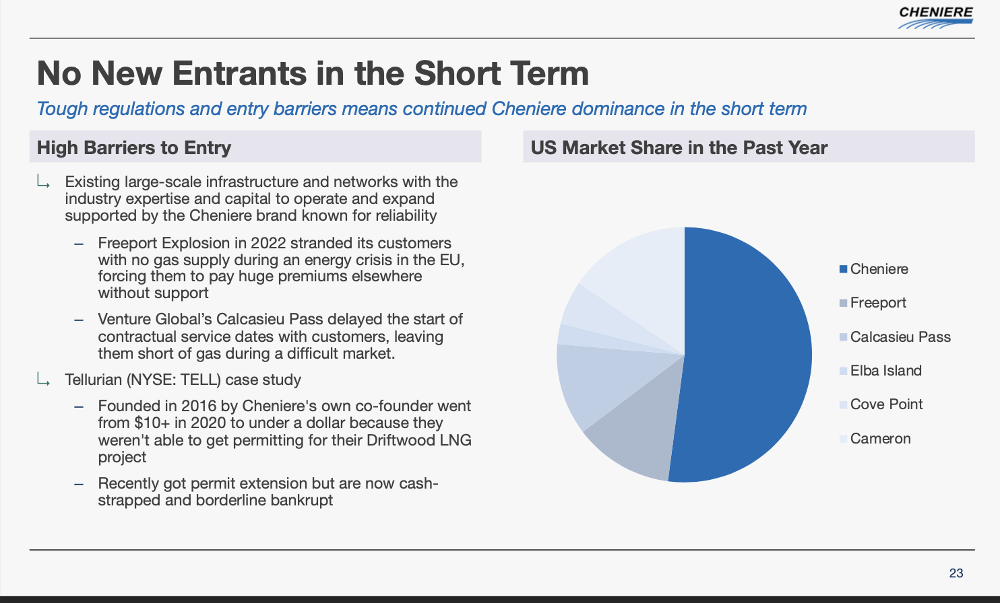 CHENIERE
No New Entrants in the Short Term
Tough regulations and entry barriers means continued Cheniere dominance in the short term
High Barriers to Entry
Existing large-scale infrastructure and networks with the
industry expertise and capital to operate and expand
supported by the Cheniere brand known for reliability
– Freeport Explosion in 2022 stranded its customers
with no gas supply during an energy crisis in the EU,
forcing them to pay huge premiums elsewhere
without support
– Venture Global’s Calcasieu Pass delayed the start of
contractual service dates with customers, leaving
them short of gas during a difficult market.
Tellurian (NYSE: TELL) case study
– Founded in 2016 by Cheniere's own co-founder went
from $10+ in 2020 to under a dollar because they
weren't able to get permitting for their Driftwood LNG
project
– Recently got permit extension but are now cash-
strapped and borderline bankrupt
US Market Share in the Past Year
Cheniere
Freeport
Calcasieu Pass
Elba Island
Cove Point
Cameron
23